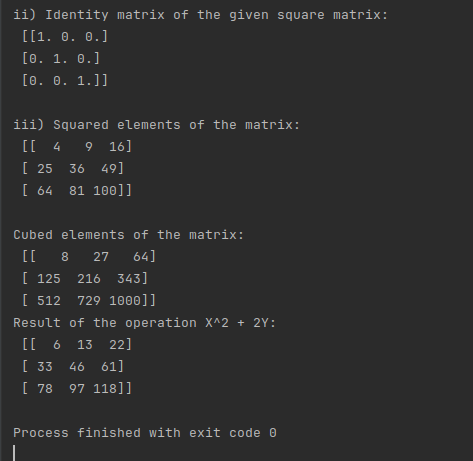 ii) Identity matrix of the given square matrix:
[[1. 0. 0.]
[0. 1. 0.]
[0. 0. 1.]]
iii) Squared elements of the matrix:
[[  4   9  16]
[ 25  36  49]
[ 64  81 100]]
Cubed elements of the matrix:
[[   8   27   64]
[ 125  216  343]
[ 512  729 1000]]
Result of the operation X^2 + 2Y:
[[  6  13  22]
[ 33  46  61]
[ 78  97 118]]
Process finished with exit code 0